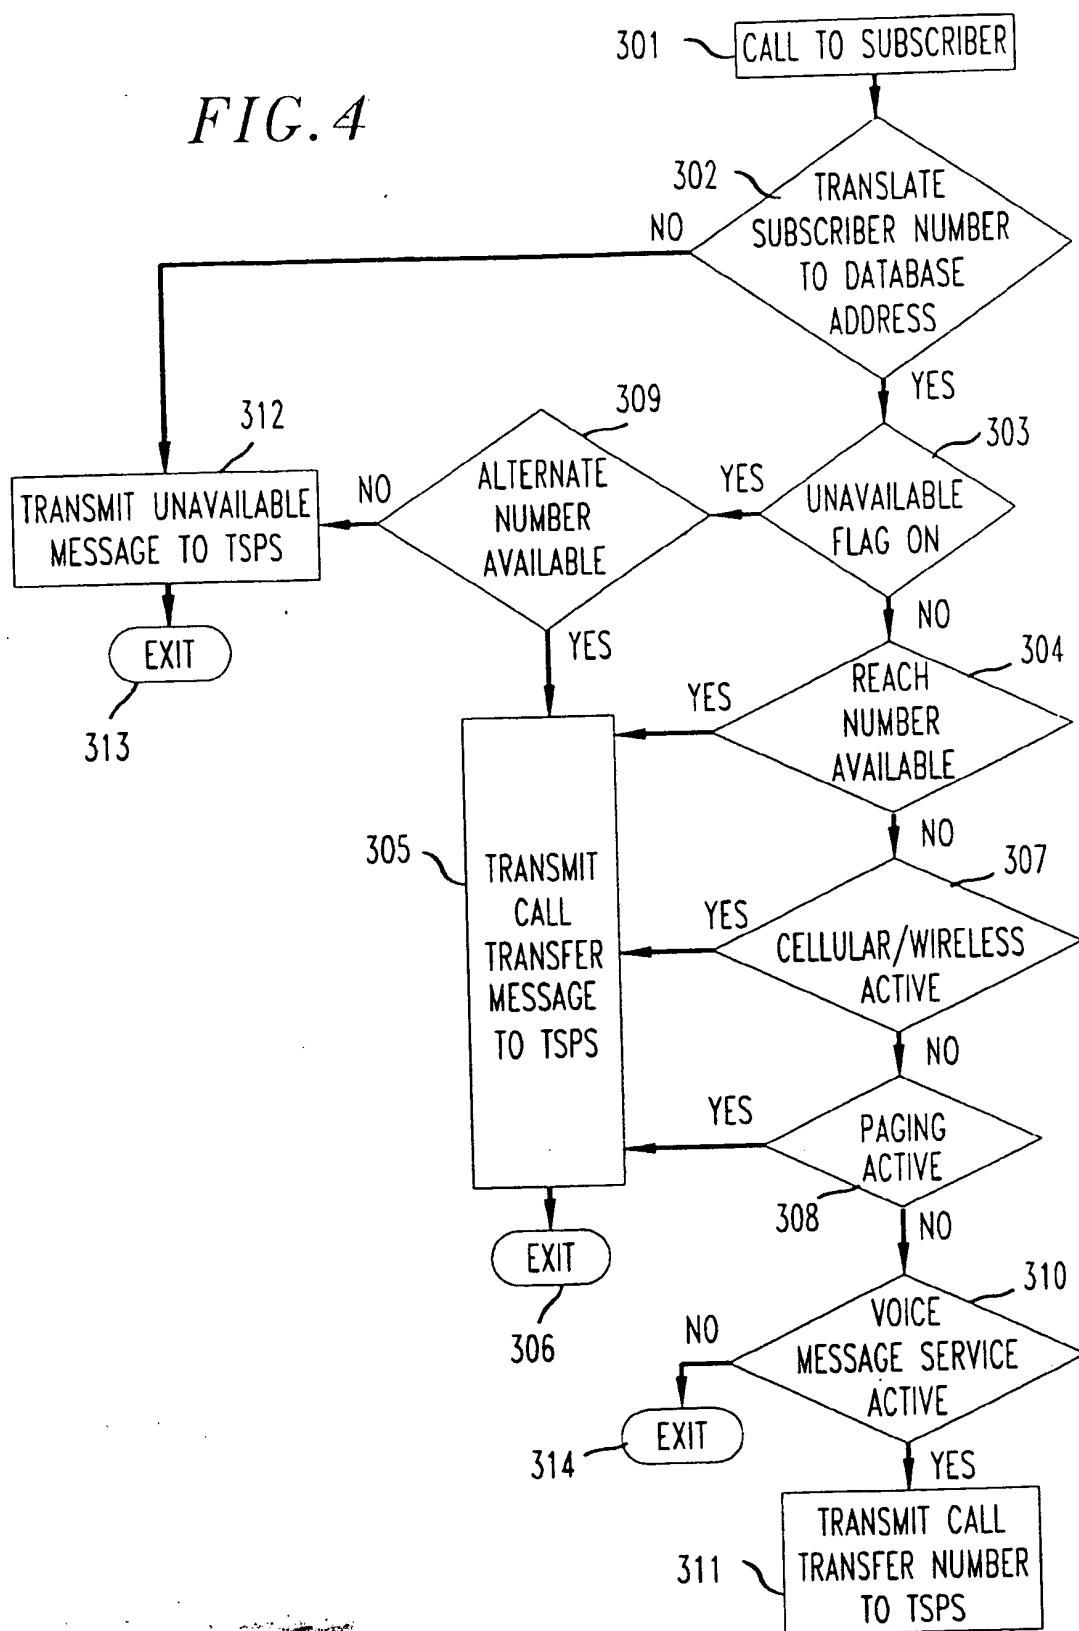 FIG. 4
301
CALL TO SUBSCRIBER
302
TRANSLATE
SUBSCRIBER NUMBER
TO DATABASE
ADDRESS
NO
YES
303
UNAVAILABLE
FLAG ON
YES
NO
309
ALTERNATE
NUMBER
AVAILABLE
NO
YES
312
TRANSMIT UNAVAILABLE
MESSAGE TO TSPS
EXIT
313
304
REACH
NUMBER
AVAILABLE
YES
NO
305
TRANSMIT
CALL
TRANSFER
MESSAGE
TO TSPS
307
CELLULAR/WIRELESS
ACTIVE
YES
NO
PAGING
ACTIVE
308
YES
NO
EXIT
306
310
VOICE
MESSAGE SERVICE
ACTIVE
NO
YES
EXIT
314
311
TRANSMIT CALL
TRANSFER NUMBER
TO TSPS